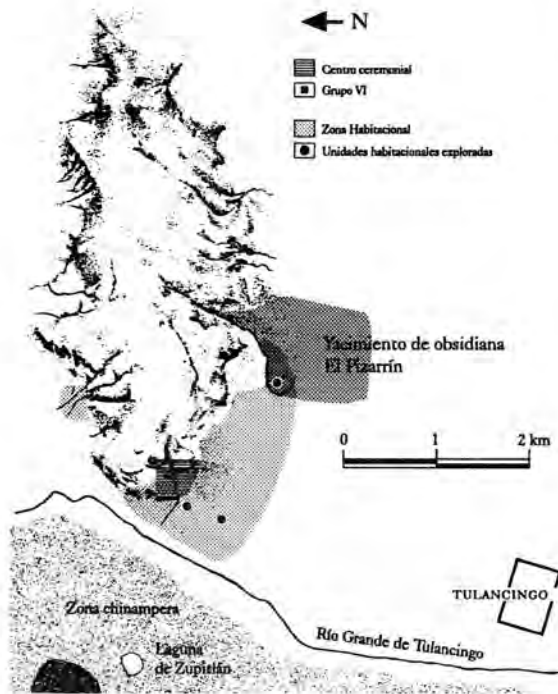 N
Centro ceremonial
Grupo VI
Zona Habitacional
Unidades habitacionales exploradas
Yacimiento de obsidiana
El Pizarrín
0 1 2 km
TULANCINGO
Zona chinampera
Río Grande de Tulancingo
Laguna
de Zupitlán